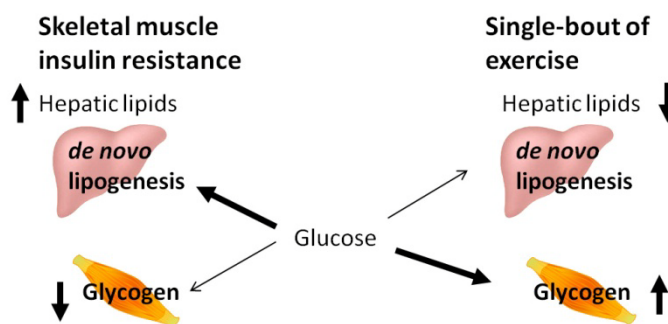 Skeletal muscle
insulin resistance
Hepatic lipids
de novo
lipogenesis
Glycogen
Glucose
Single-bout of
exercise
Hepatic lipids
de novo
lipogenesis
Glycogen